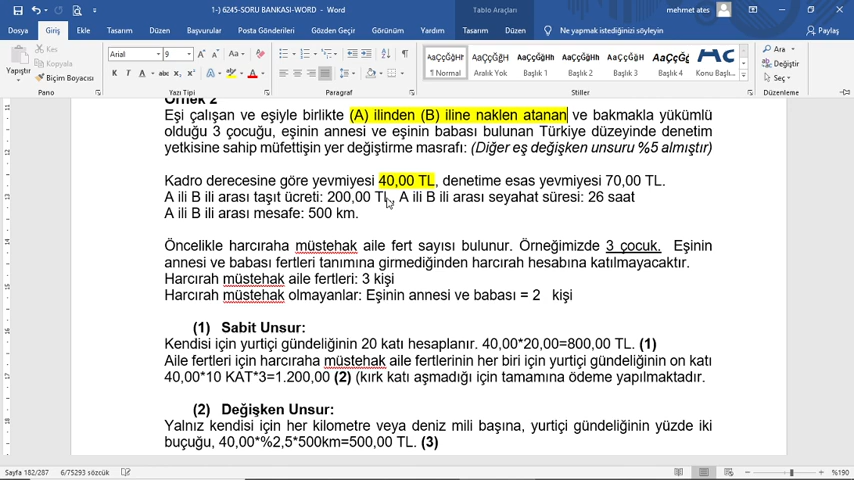 1-) 6245-SORU BANKASI-WORD - Word
Tablo Araçları
mehmet ates
Dosya Giriş Ekle Tasarım Düzen Başvurular Posta Gönderileri Gözden Geçir Görünüm Yardım Tasarım Düzen Ne yapmak istediğinizi söyleyin Paylaş
Yapıştır
Kes
Kopyala
Biçim Boyacısı
Arial 9
AaÇçĞğHł AaÇçĞğHł AaÇçĞğHh AaÇçĞğHh AaÇçĞğHł AaÇçĞğH
¶ Normal Aralık Yok Başlık 1 Başlık 2 Başlık 3 Başlık 4 Konu Başl...
Ara
Değiştir
Seç
Pano Yazı Tipi Paragraf Stiller Düzenleme
Örnek 2
Eşi çalışan ve eşiyle birlikte (A) ilinden (B) iline naklen atanan ve bakmakla yükümlü
olduğu 3 çocuğu, eşinin annesi ve eşinin babası bulunan Türkiye düzeyinde denetim
yetkisine sahip müfettişin yer değiştirme masrafı: (Diğer eş değişken unsuru %5 almıştır)
Kadro derecesine göre yevmiyesi 40,00 TL, denetime esas yevmiyesi 70,00 TL.
A ili B ili arası taşıt ücreti: 200,00 TL, A ili B ili arası seyahat süresi: 26 saat
A ili B ili arası mesafe: 500 km.
Öncelikle harcıraha müstehak aile fert sayısı bulunur. Örneğimizde 3 çocuk. Eşinin
annesi ve babası fertleri tanımına girmediğinden harcırah hesabına katılmayacaktır.
Harcırah müstehak aile fertleri: 3 kişi
Harcırah müstehak olmayanlar: Eşinin annesi ve babası = 2 kişi
(1) Sabit Unsur:
Kendisi için yurtiçi gündeliğinin 20 katı hesaplanır. 40,00*20,00=800,00 TL. (1)
Aile fertleri için harcıraha müstehak aile fertlerinin her biri için yurtiçi gündeliğinin on katı
40,00*10 KAT*3=1.200,00 (2) (kırk katı aşmadığı için tamamına ödeme yapılmaktadır.
(2) Değişken Unsur:
Yalnız kendisi için her kilometre veya deniz mili başına, yurtiçi gündeliğinin yüzde iki
buçuğu, 40,00*%2,5*500km=500,00 TL. (3)
Sayfa 182/287 6/75293 sözcük %190